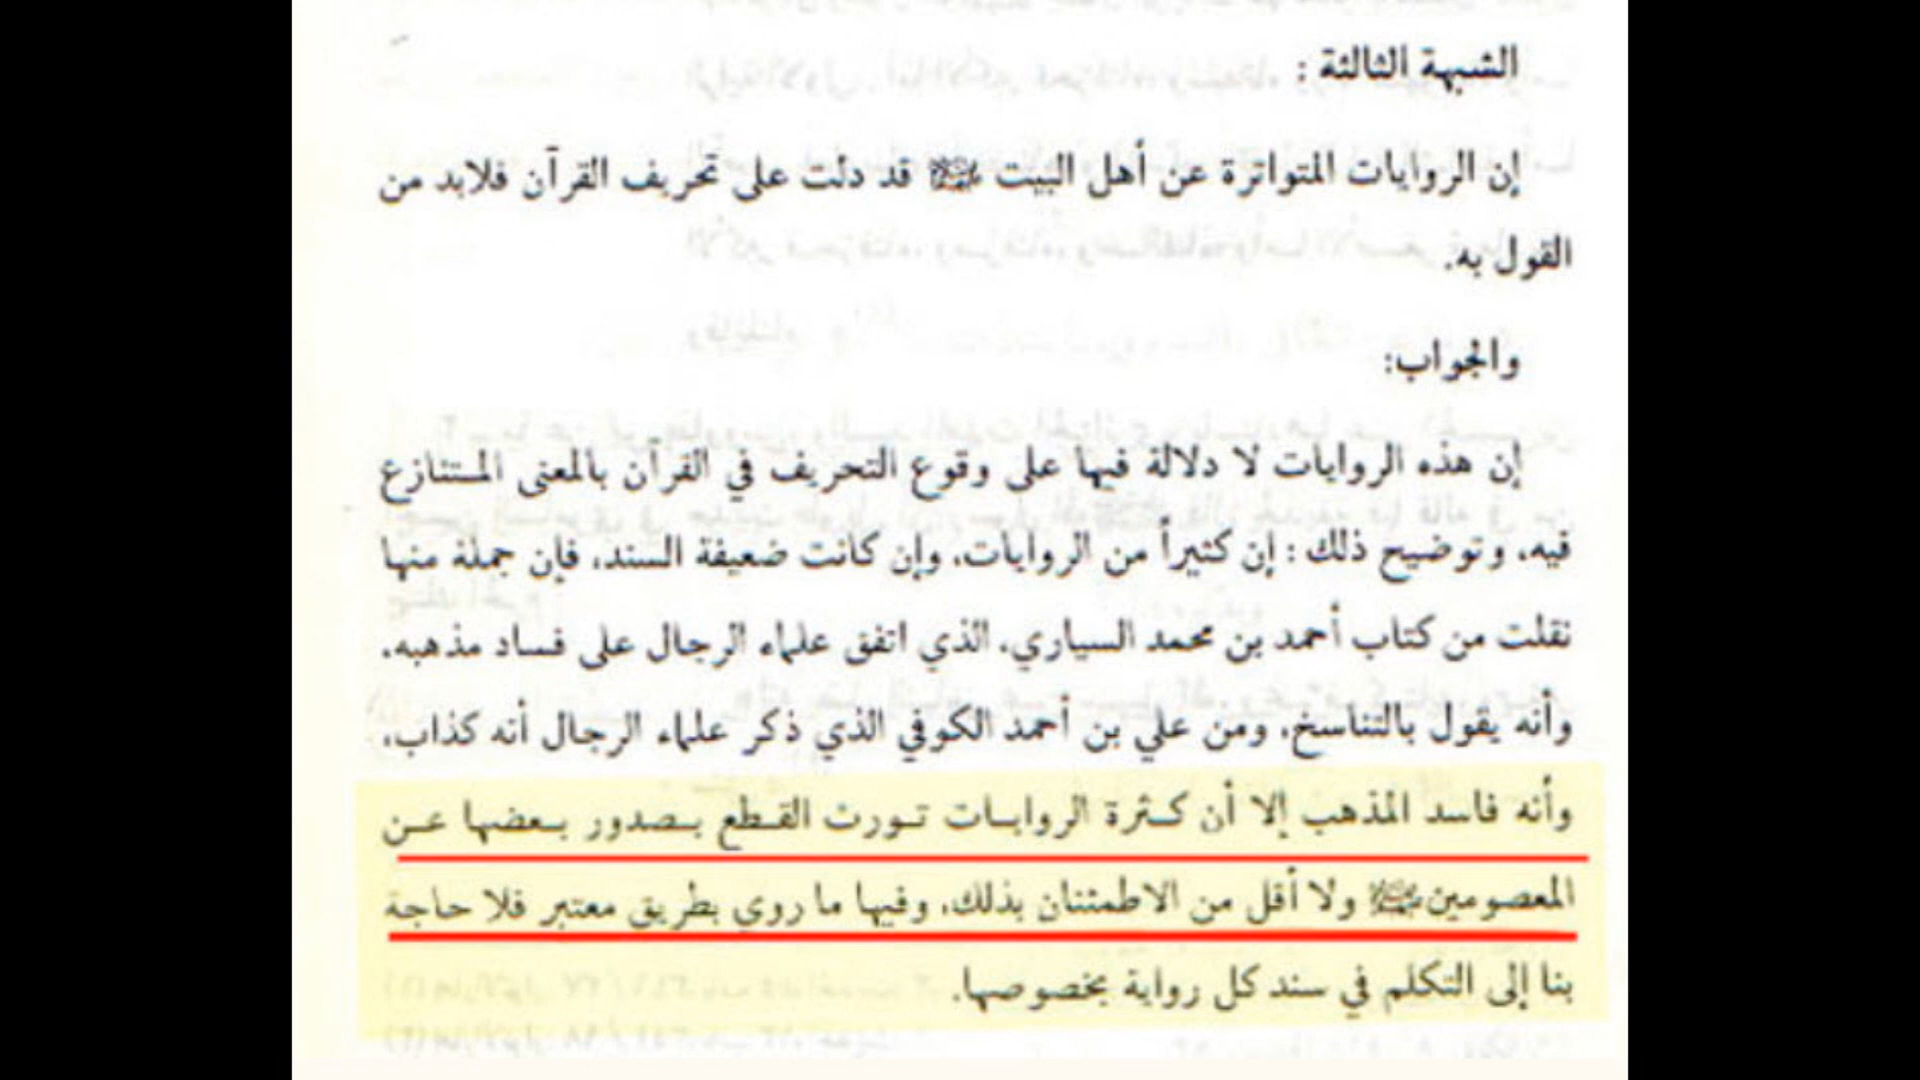 الشبهة الثالثة :
إن الروايات المتواترة عن أهل البيت عليهم السلام قد دلت على تحريف القرآن فلابد من
القول به.
والجواب:
إن هذه الروايات لا دلالة فيها على وقوع التحريف في القرآن بالمعنى المتنازع
فيه، وتوضيح ذلك : إن كثيراً من الروايات، وإن كانت ضعيفة السند، فإن جملة منها
نقلت من كتاب أحمد بن محمد السياري، الذي اتفق علماء الرجال على فساد مذهبه،
وأنه يقول بالتناسخ، ومن علي بن أحمد الكوفي الذي ذكر علماء الرجال أنه كذاب،
وأنه فاسد المذهب إلا أن كثرة الروايات تورث القطع بصدور بعضها عن
المعصومين عليهم السلام ولا أقل من الاطمئنان بذلك، وفيها ما روي بطريق معتبر فلا حاجة
بنا إلى التكلم في سند كل رواية بخصوصها.